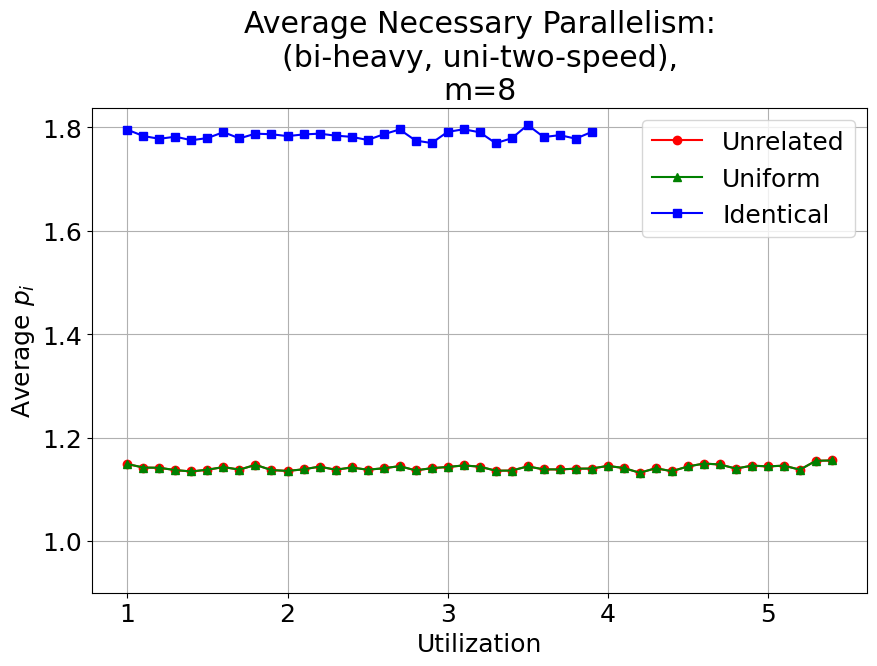 Average Necessary Parallelism:
(bi-heavy, uni-two-speed),
m=8
1.8
1.6
1.4
1.2
1.0
Average p_i
Unrelated
Uniform
Identical
1 2 3 4 5
Utilization